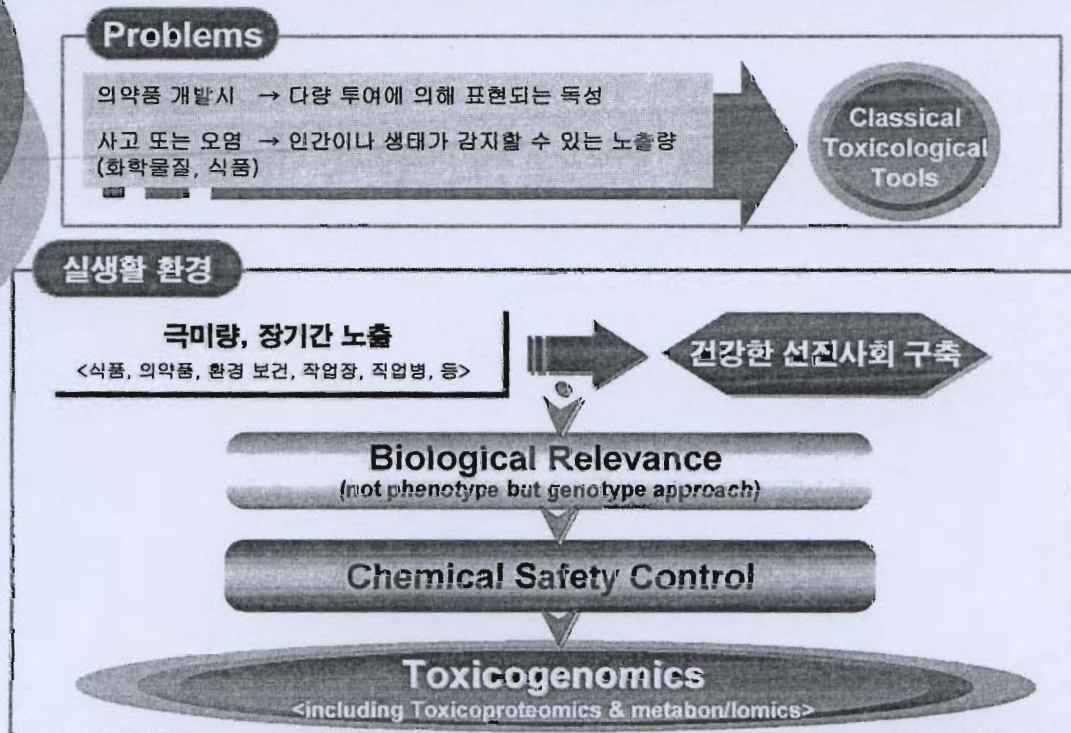 Problems
의약품 개발시 → 다량 투여에 의해 표현되는 독성
사고 또는 오염 → 인간이나 생태가 감지할 수 있는 노출량
(화학물질, 식품)
Classical
Toxicological
Tools
실생활 환경
극미량, 장기간 노출
<식품, 의약품, 환경 보건, 작업장, 직업병, 등>
건강한 선진사회 구축
Biological Relevance
(not phenotype but genotype approach)
Chemical Safety Control
Toxicogenomics
<including Toxicoproteomics & metabon/lomics>